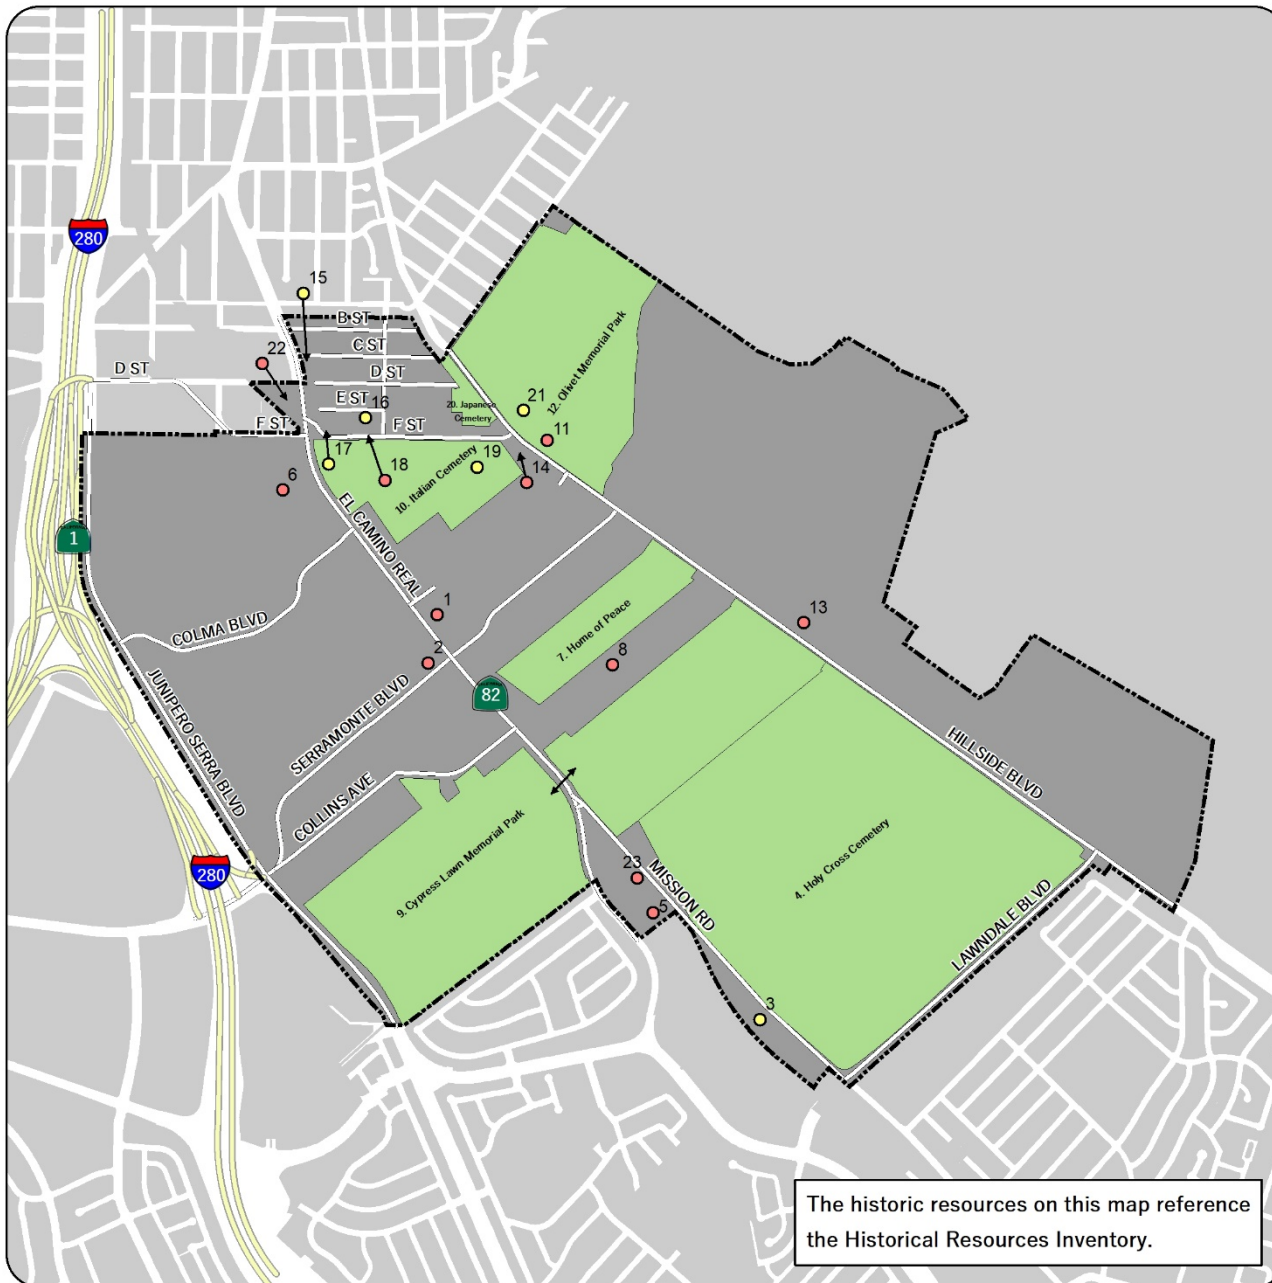 280
15
B ST
C ST
22
D ST
D ST
E ST
16
20. Japanese
Cemetery
21
12. Olivet Memorial Park
F ST
F ST
11
17
18
19
14
10. Italian Cemetery
6
EL CAMINO REAL
1
1
13
COLMA BLVD
7. Home of Peace
2
8
82
JUNIPERO SERRA BLVD
SERRAMONTE BLVD
HILLSIDE BLVD
COLLINS AVE
280
9. Cypress Lawn Memorial Park
23
5
MISSION RD
4. Holy Cross Cemetery
LAWNDALE BLVD
3
The historic resources on this map reference
the Historical Resources Inventory.